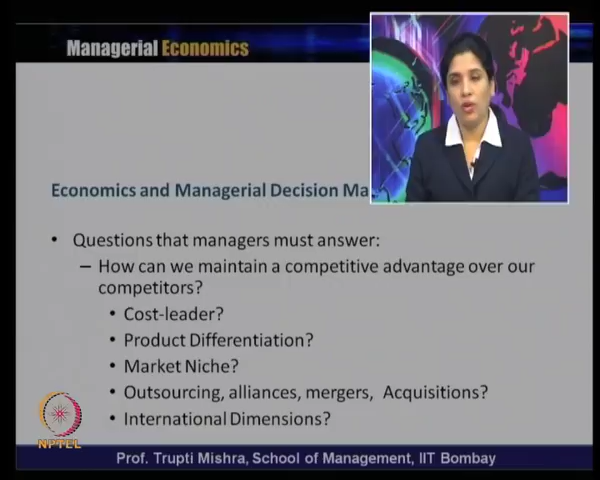 Managerial Economics
Economics and Managerial Decision Ma
• Questions that managers must answer:
– How can we maintain a competitive advantage over our
competitors?
• Cost-leader?
• Product Differentiation?
• Market Niche?
• Outsourcing, alliances, mergers, Acquisitions?
• International Dimensions?
NPTEL
Prof. Trupti Mishra, School of Management, IIT Bombay